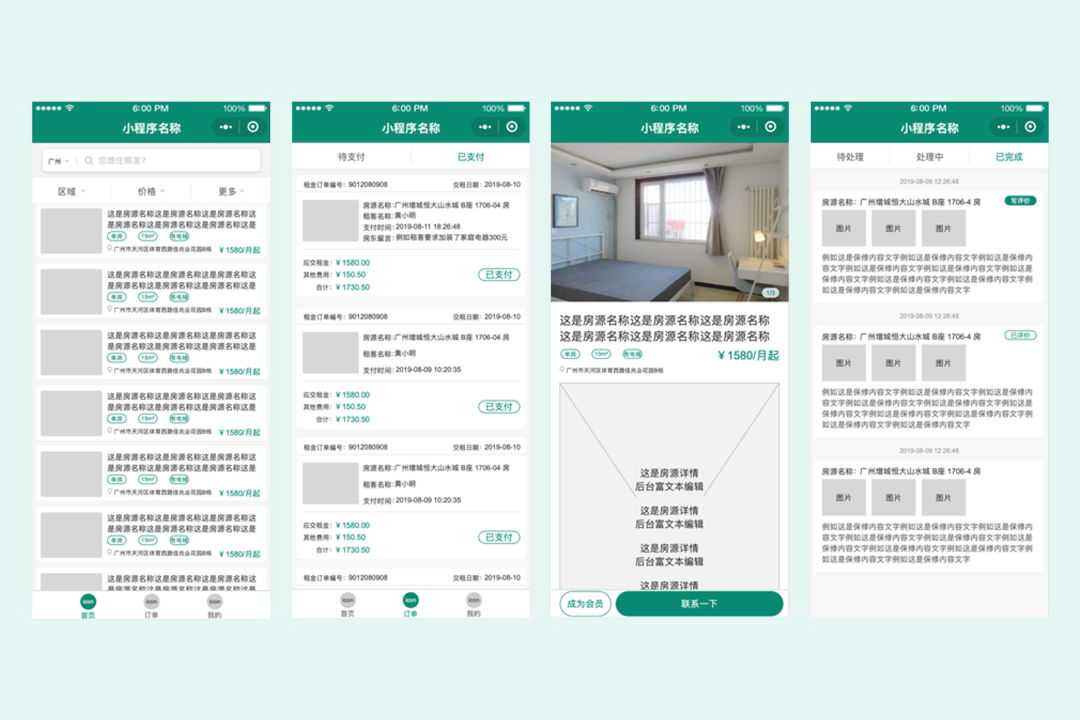 6:00 PM
100%
小程序名称
广州
您想住哪里?
区域
价格
更多
这是房源名称这是房源名称这是房源名称这
是房源名称这是房源名称这是房源名称这是
单房 15m² 有电梯
广州市天河区体育西路佳兆业花园B栋 ¥ 1580/月起
这是房源名称这是房源名称这是房源名称这
是房源名称这是房源名称这是房源名称这是
单房 15m² 有电梯
广州市天河区体育西路佳兆业花园B栋 ¥ 1580/月起
这是房源名称这是房源名称这是房源名称这
是房源名称这是房源名称这是房源名称这是
单房 15m² 有电梯
广州市天河区体育西路佳兆业花园B栋 ¥ 1580/月起
这是房源名称这是房源名称这是房源名称这
是房源名称这是房源名称这是房源名称这是
单房 15m² 有电梯
广州市天河区体育西路佳兆业花园B栋 ¥ 1580/月起
这是房源名称这是房源名称这是房源名称这
是房源名称这是房源名称这是房源名称这是
单房 15m² 有电梯
广州市天河区体育西路佳兆业花园B栋 ¥ 1580/月起
这是房源名称这是房源名称这是房源名称这
是房源名称这是房源名称这是房源名称这是
单房 15m² 有电梯
广州市天河区体育西路佳兆业花园B栋 ¥ 1580/月起
这是房源名称这是房源名称这是房源名称这
是房源名称这是房源名称这是房源名称这是
icon icon icon
首页 订单 我的
6:00 PM
100%
小程序名称
待支付 已支付
租金订单编号: 9012080908 交租日期: 2019-08-10
房源名称:广州增城恒大山水城 B座 1706-04 房
租客名称:黄小明
支付时间:2019-08-11 18:26:48
房东留言:例如租客要求加装了家庭电器300元
应交租金: ¥ 1580.00
其他费用: ¥ 150.50
合计: ¥ 1730.50
已支付
租金订单编号: 9012080908 交租日期: 2019-08-10
房源名称:广州增城恒大山水城 B座 1706-04 房
租客名称:黄小明
支付时间:2019-08-09 10:20:35
应交租金: ¥ 1580.00
其他费用: ¥ 150.50
合计: ¥ 1730.50
已支付
租金订单编号: 9012080908 交租日期: 2019-08-10
房源名称:广州增城恒大山水城 B座 1706-04 房
租客名称:黄小明
支付时间:2019-08-09 10:20:35
应交租金: ¥ 1580.00
其他费用: ¥ 150.50
合计: ¥ 1730.50
已支付
租金订单编号: 9012080908 交租日期: 2019-08-10
icon icon icon
首页 订单 我的
6:00 PM
100%
小程序名称
1/3
这是房源名称这是房源名称这是房源名称
这是房源名称这是房源名称这是房源名称
单房 15m² 有电梯
¥ 1580/月起
广州市天河区体育西路佳兆业花园B栋
这是房源详情
后台富文本编辑
这是房源详情
后台富文本编辑
这是房源详情
后台富文本编辑
这是房源详情
成为会员 联系一下
6:00 PM
100%
小程序名称
待处理 处理中 已完成
2019-08-09 12:26:48
房源名称: 广州增城恒大山水城 B座 1706-4 房
写评价
图片 图片 图片
例如这是保修内容文字例如这是保修内容文字例如这是保修内
容文字例如这是保修内容文字例如这是保修内容文字例如这是
保修内容文字例如这是保修内容文字例如这是保修内容文字例
如这是保修内容文字例如这是保修内容文字
2019-08-09 12:26:48
房源名称: 广州增城恒大山水城 B座 1706-4 房
已评价
图片 图片 图片
例如这是保修内容文字例如这是保修内容文字例如这是保修内
容文字例如这是保修内容文字例如这是保修内容文字例如这是
保修内容文字例如这是保修内容文字例如这是保修内容文字例
如这是保修内容文字例如这是保修内容文字
2019-08-09 12:26:48
房源名称: 广州增城恒大山水城 B座 1706-4 房
图片 图片 图片
例如这是保修内容文字例如这是保修内容文字例如这是保修内
容文字例如这是保修内容文字例如这是保修内容文字例如这是
保修内容文字例如这是保修内容文字例如这是保修内容文字例
如这是保修内容文字例如这是保修内容文字